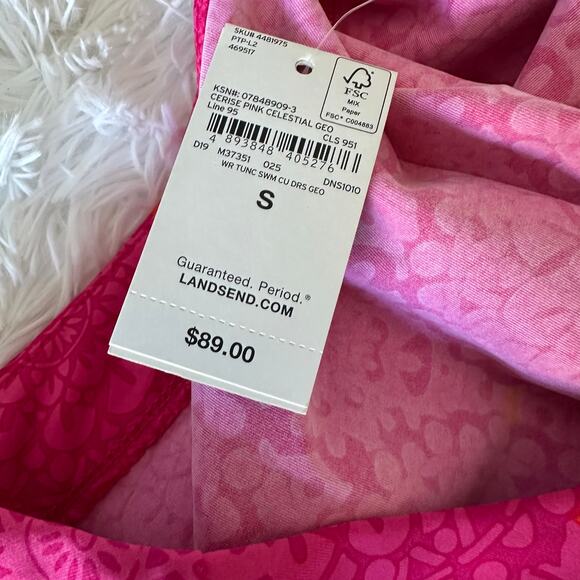 SKU# 4481975
PTP-L2
469517
FSC
MIX
Paper
FSC® C004883
KSN#: 07848909-3
CERISE PINK CELESTIAL GEO
Line 95 CLS 951
4 893848 405276
D19 M37351 025 DNS1010
WR TUNC SWM CU DRS GEO
S
Guaranteed. Period.®
LANDSEND.COM
$89.00